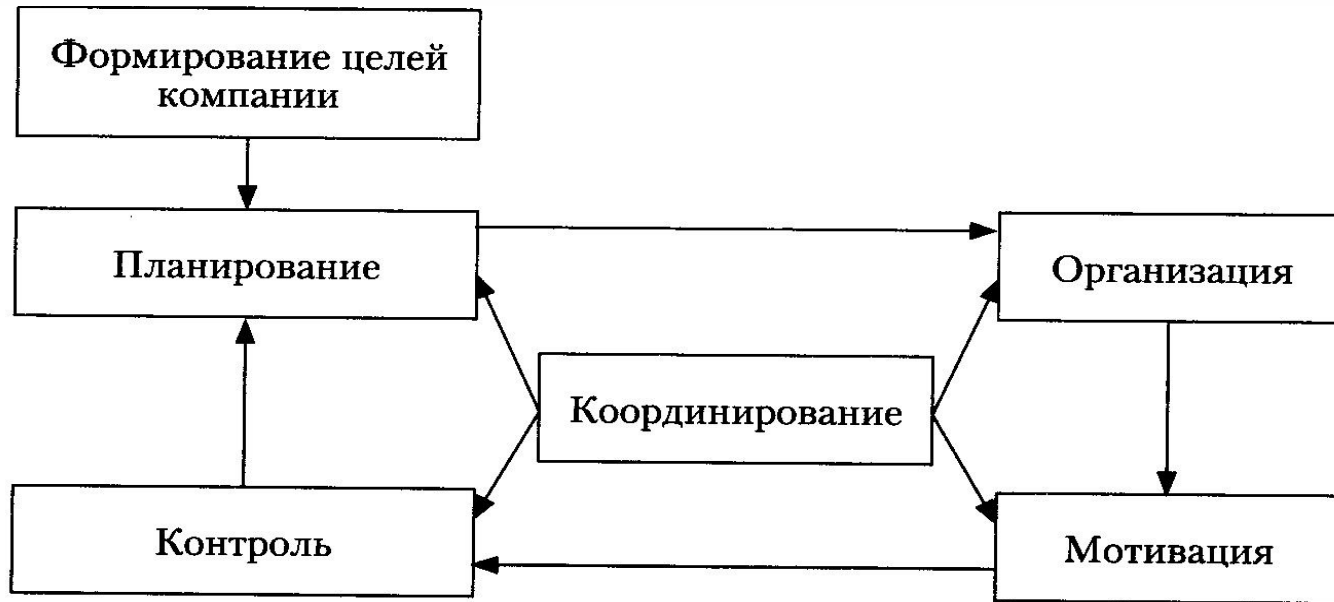 Формирование целей
компании
Планирование
Организация
Координирование
Контроль
Мотивация